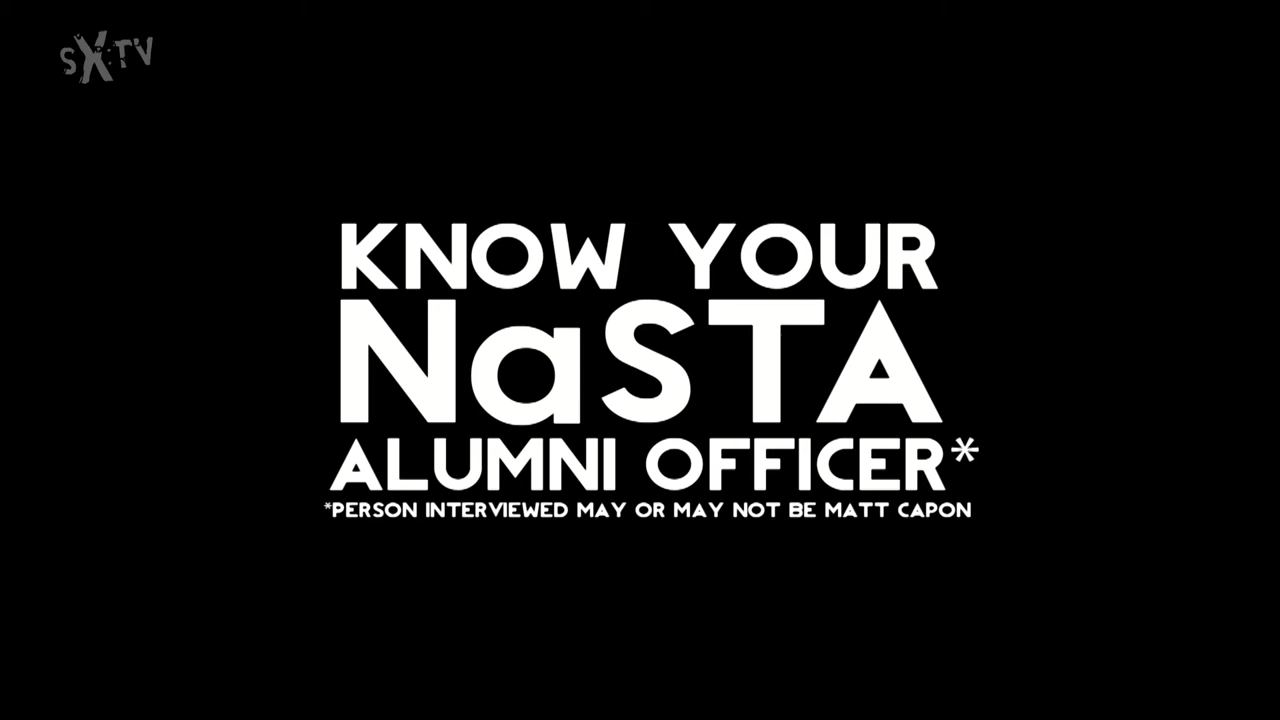 SXTV
KNOW YOUR
NaSTA
ALUMNI OFFICER*
*PERSON INTERVIEWED MAY OR MAY NOT BE MATT CAPON